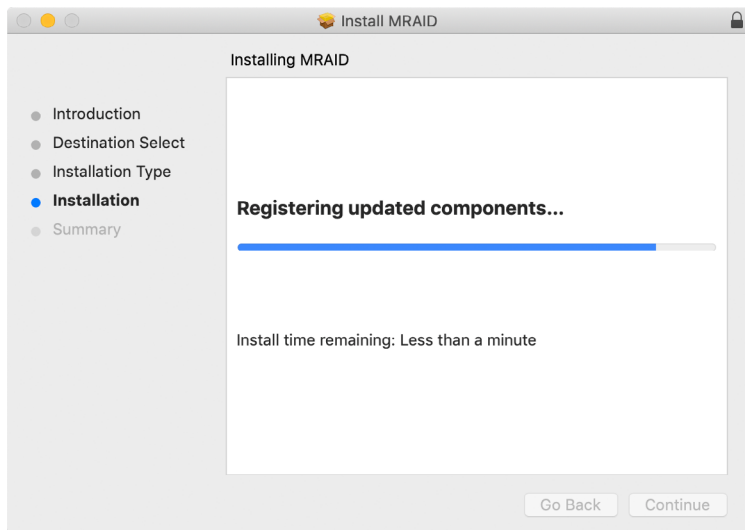 Install MRAID
Installing MRAID
Introduction
Destination Select
Installation Type
Installation
Summary
Registering updated components...
Install time remaining: Less than a minute
Go Back
Continue